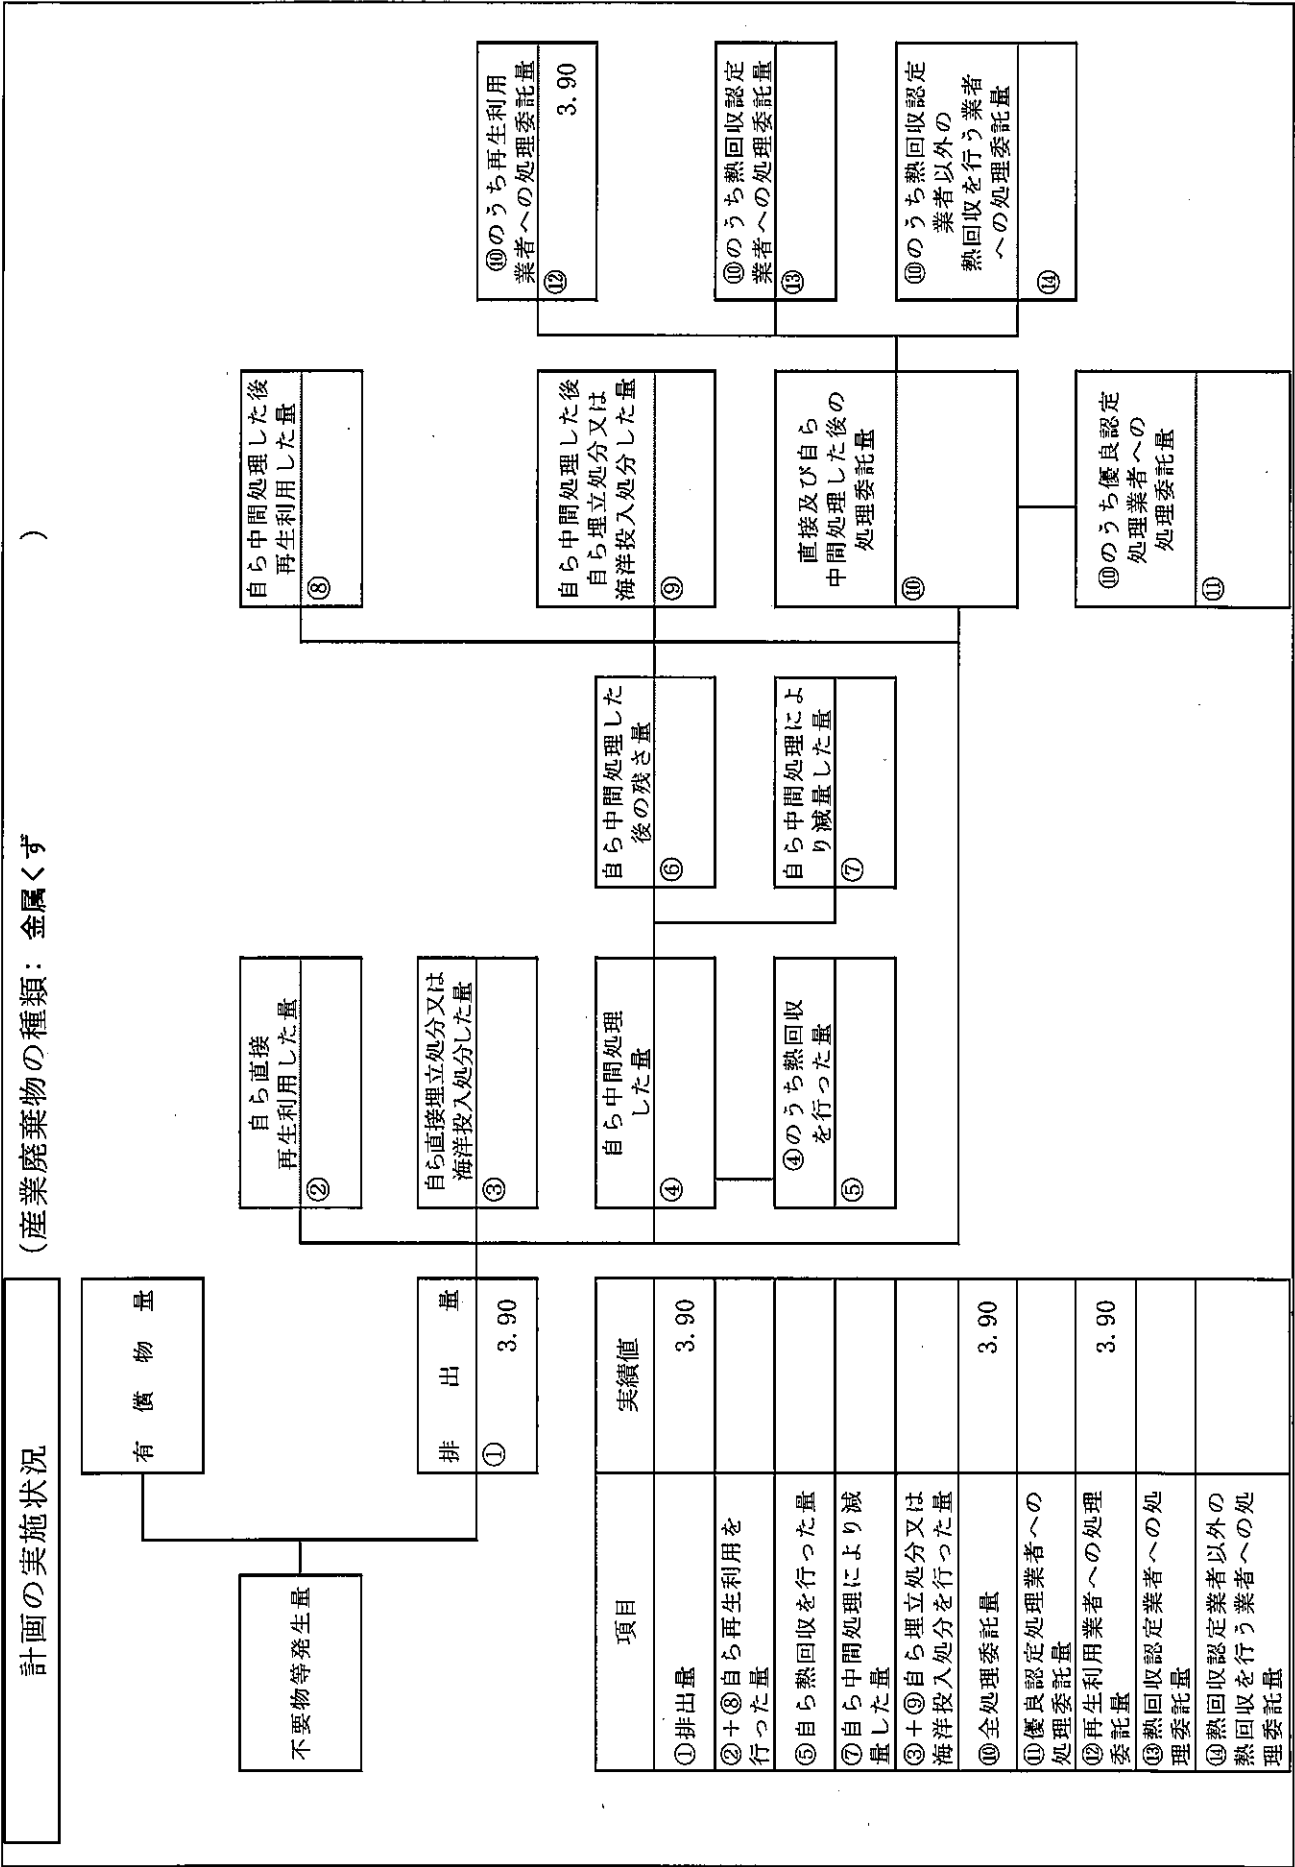 計画の実施状況
（産業廃棄物の種類：金属くず　）
不要物等発生量
有償物量
排出量
① 3.90
自ら直接
再生利用した量
②
自ら直接埋立処分又は
海洋投入処分した量
③
自ら中間処理
した量
④
④のうち熱回収
を行った量
⑤
自ら中間処理した
後の残さ量
⑥
自ら中間処理によ
り減量した量
⑦
自ら中間処理した後
再生利用した量
⑧
自ら中間処理した後
自ら埋立処分又は
海洋投入処分した量
⑨
直接及び自ら
中間処理した後の
処理委託量
⑩
⑩のうち優良認定
処理業者への
処理委託量
⑪
⑩のうち再生利用
業者への処理委託量
⑫ 3.90
⑩のうち熱回収認定
業者への処理委託量
⑬
⑩のうち熱回収認定
業者以外の
熱回収を行う業者
への処理委託量
⑭
項目 実績値
①排出量 3.90
②＋⑧自ら再生利用を
行った量
⑤自ら熱回収を行った量
⑦自ら中間処理により減
量した量
③＋⑨自ら埋立処分又は
海洋投入処分を行った量
⑩全処理委託量 3.90
⑪優良認定処理業者への
処理委託量
⑫再生利用業者への処理
委託量 3.90
⑬熱回収認定業者への処
理委託量
⑭熱回収認定業者以外の
熱回収を行う業者への処
理委託量